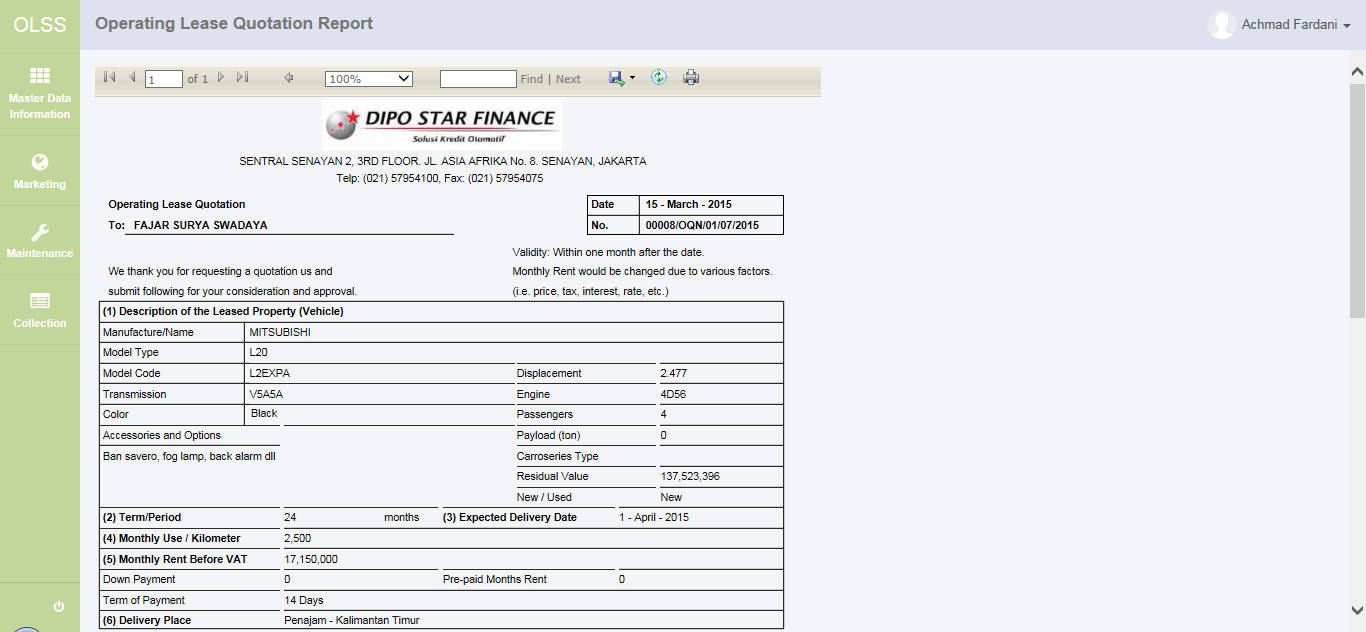 OLSS
Operating Lease Quotation Report
Achmad Fardani
Master Data
Information
Marketing
Maintenance
Collection
1 of 1 100% Find | Next
DIPO STAR FINANCE
Solusi Kredit Otomotif
SENTRAL SENAYAN 2, 3RD FLOOR. JL. ASIA AFRIKA No. 8. SENAYAN, JAKARTA
Telp: (021) 57954100, Fax: (021) 57954075
Operating Lease Quotation
To: FAJAR SURYA SWADAYA
Date 15 - March - 2015
No. 00008/OQN/01/07/2015
Validity: Within one month after the date.
We thank you for requesting a quotation us and
Monthly Rent would be changed due to various factors.
submit following for your consideration and approval.
(i.e. price, tax, interest, rate, etc.)
(1) Description of the Leased Property (Vehicle)
Manufacture/Name MITSUBISHI
Model Type L20
Model Code L2EXPA Displacement 2.477
Transmission V5A5A Engine 4D56
Color Black Passengers 4
Accessories and Options Payload (ton) 0
Ban savero, fog lamp, back alarm dll Carroseries Type
Residual Value 137,523,396
New / Used New
(2) Term/Period 24 months (3) Expected Delivery Date 1 - April - 2015
(4) Monthly Use / Kilometer 2,500
(5) Monthly Rent Before VAT 17,150,000
Down Payment 0 Pre-paid Months Rent 0
Term of Payment 14 Days
(6) Delivery Place Penajam - Kalimantan Timur